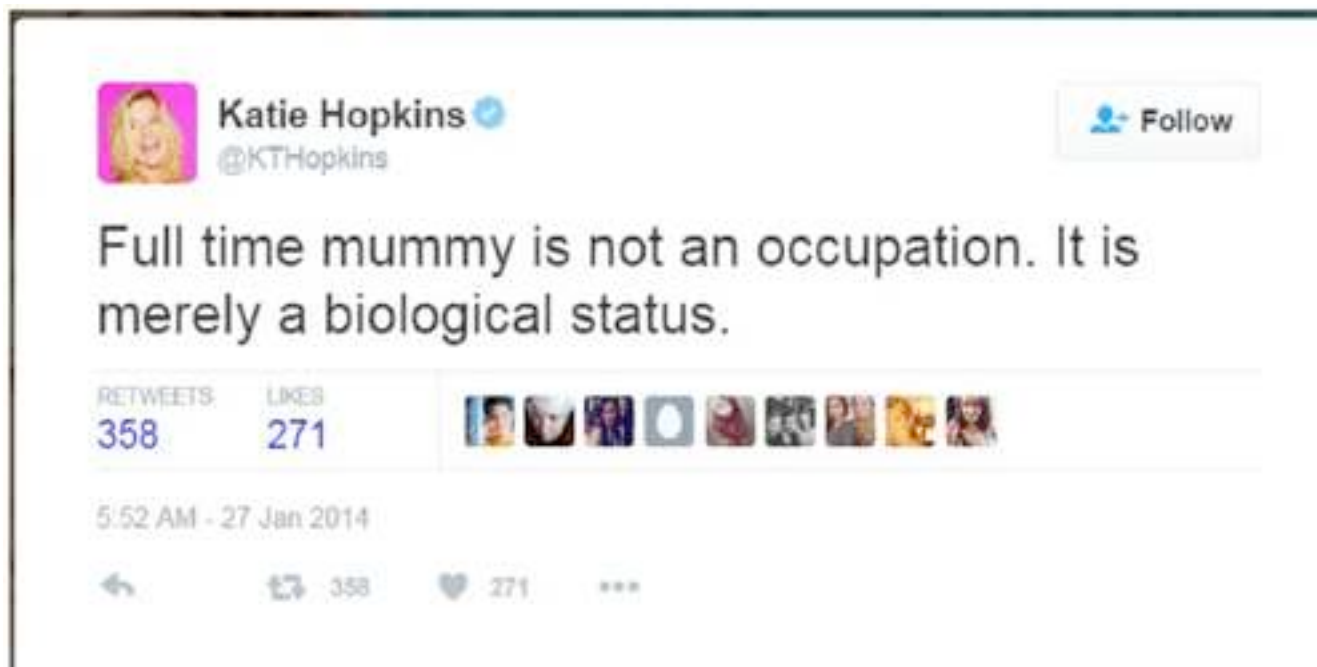 Katie Hopkins
@KTHopkins
Follow
Full time mummy is not an occupation. It is
merely a biological status.
RETWEETS LIKES
358 271
5:52 AM - 27 Jan 2014
358 271